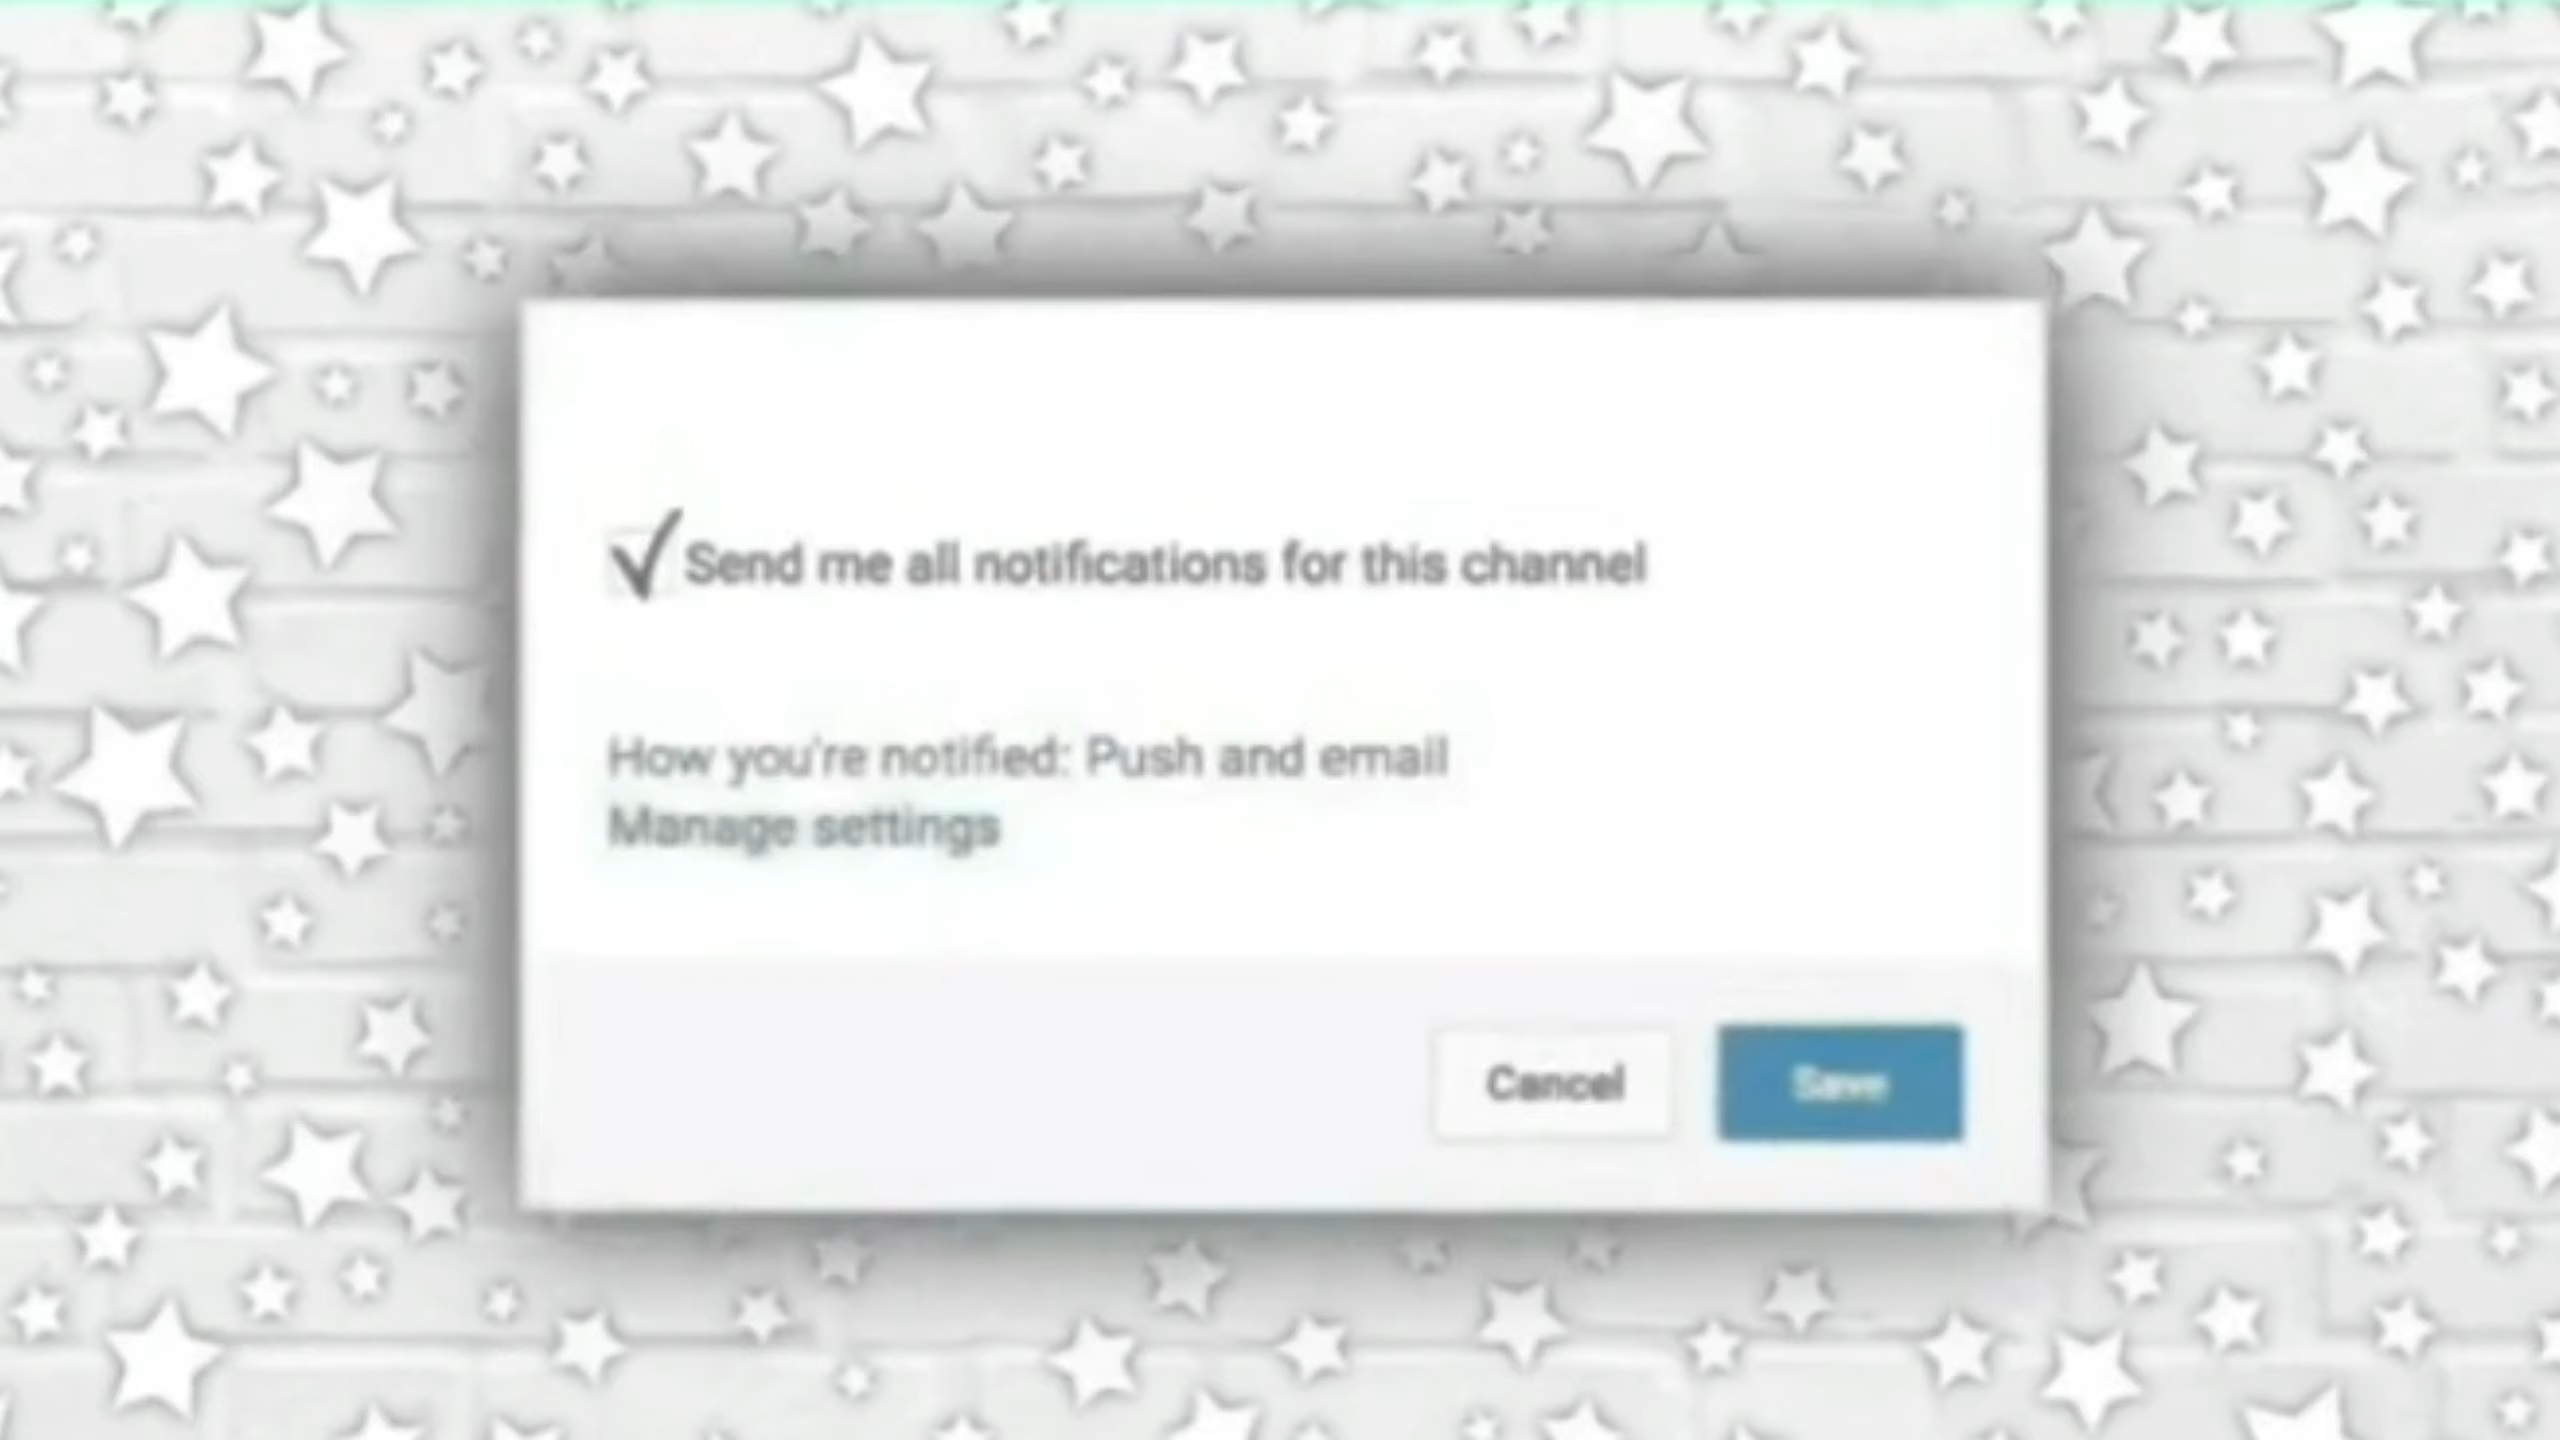 Send me all notifications for this channel
How you're notified: Push and email
Manage settings
Cancel
Save